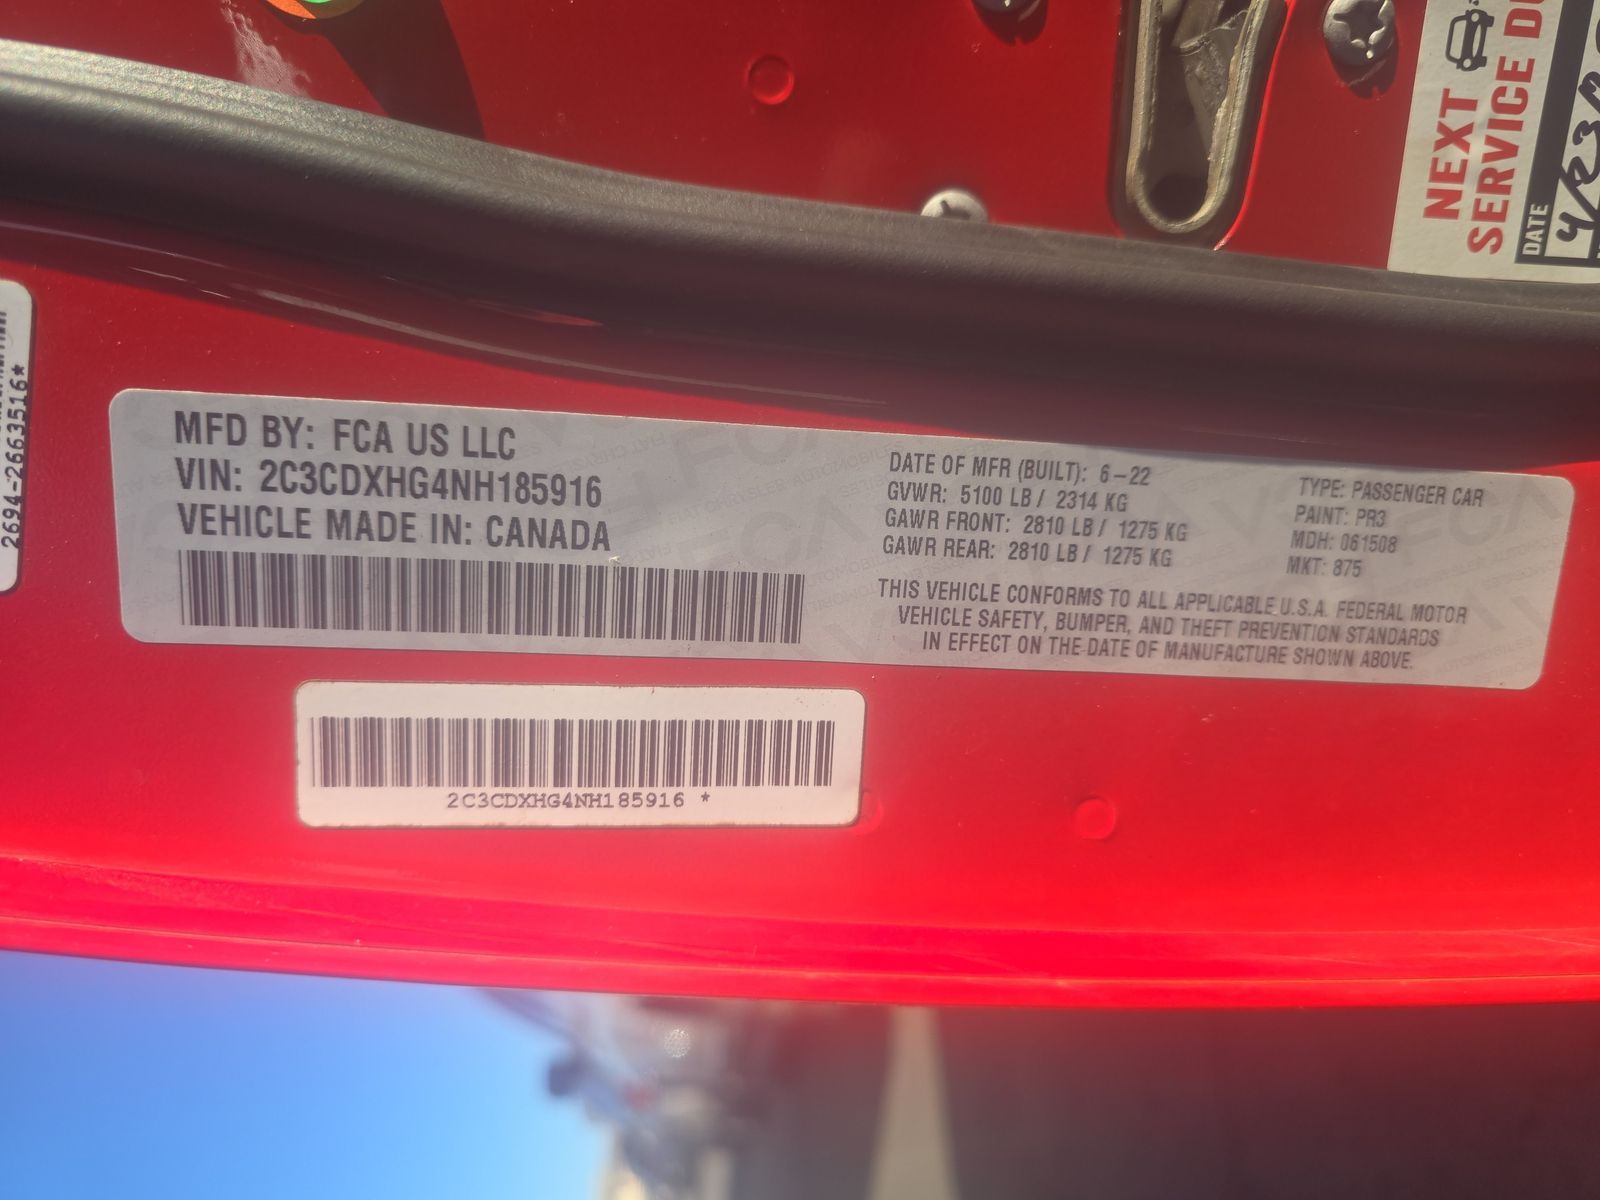 NEXT
SERVICE
DATE
4/23/
2694-2663516*
MFD BY: FCA US LLC
VIN: 2C3CDXHG4NH185916
VEHICLE MADE IN: CANADA
DATE OF MFR (BUILT): 6-22
GVWR: 5100 LB / 2314 KG
GAWR FRONT: 2810 LB / 1275 KG
GAWR REAR: 2810 LB / 1275 KG
TYPE: PASSENGER CAR
PAINT: PR3
MDH: 061508
MKT: 875
THIS VEHICLE CONFORMS TO ALL APPLICABLE U.S.A. FEDERAL MOTOR
VEHICLE SAFETY, BUMPER, AND THEFT PREVENTION STANDARDS
IN EFFECT ON THE DATE OF MANUFACTURE SHOWN ABOVE.
2C3CDXHG4NH185916 *